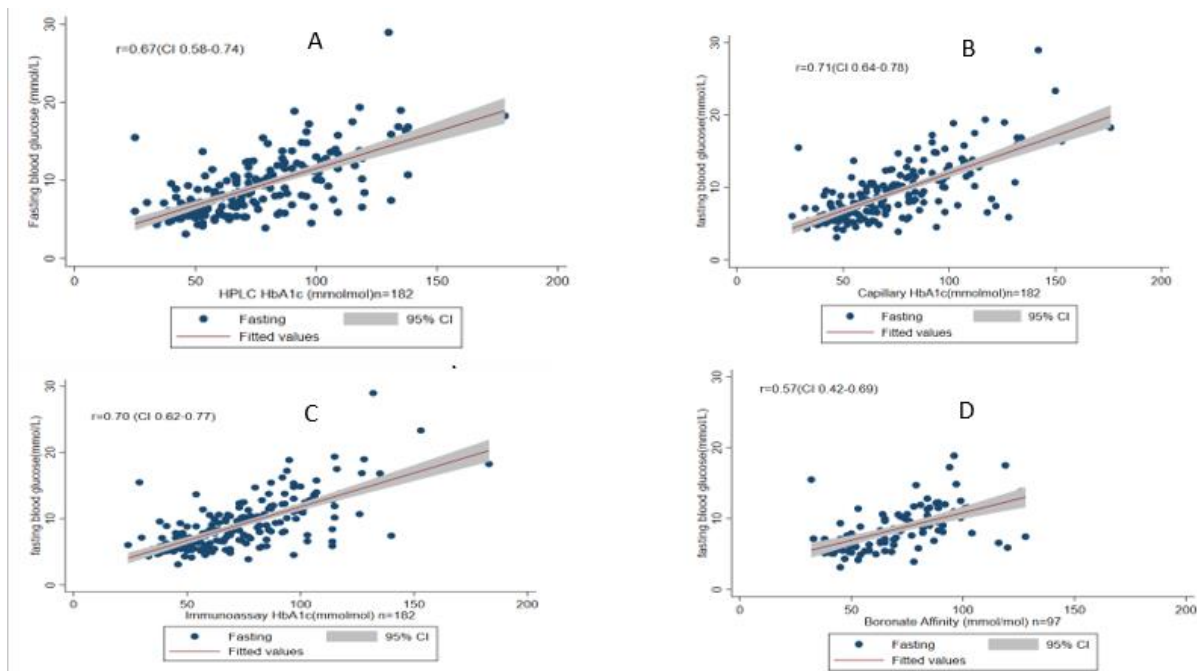 A
r=0.67(CI 0.58-0.74)
Fasting blood glucose (mmol/L)
30
20
10
0
0 50 100 150 200
HPLC HbA1c (mmolmol)n=182
Fasting 95% CI
Fitted values
B
r=0.71(CI 0.64-0.78)
fasting blood glucose(mmol/L)
30
20
10
0
0 50 100 150 200
Capillary HbA1c(mmolmol)n=182
Fasting 95% CI
Fitted values
C
r=0.70 (CI 0.62-0.77)
fasting blood glucose(mmol/L)
30
20
10
0
0 50 100 150 200
Immunoassay HbA1c(mmolmol) n=182
Fasting 95% CI
Fitted values
D
r=0.57(CI 0.42-0.69)
fasting blood glucose(mmol/L)
30
20
10
0
0 50 100 150 200
Boronate Affinity (mmol/mol) n=97
Fasting 95% CI
Fitted values